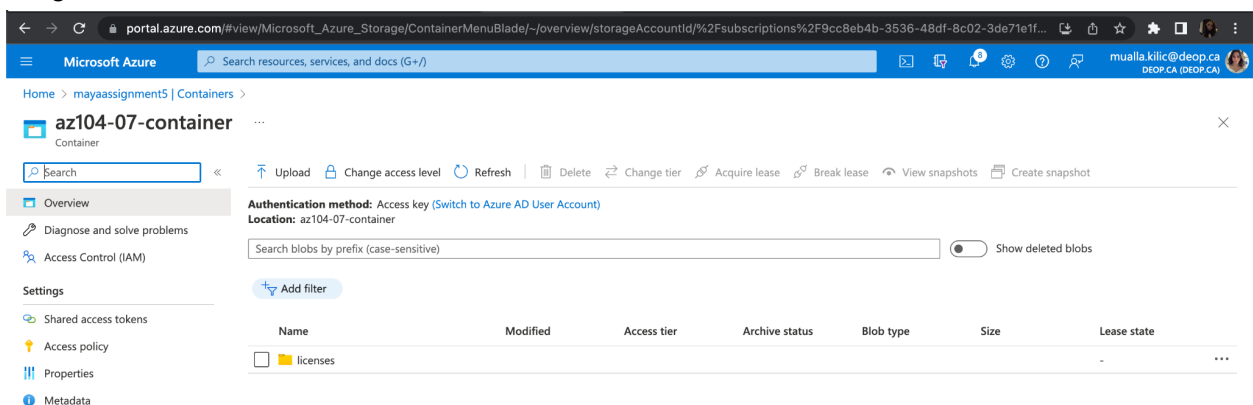 portal.azure.com/#view/Microsoft_Azure_Storage/ContainerMenuBlade/~/overview/storageAccountId/%2Fsubscriptions%2F9cc8eb4b-3536-48df-8c02-3de71e1f...
Microsoft Azure
Search resources, services, and docs (G+/)
8
mualla.kilic@deop.ca
DEOP.CA (DEOP.CA)
Home > mayaassignment5 | Containers >
az104-07-container ...
Container
Search
«
Upload Change access level Refresh Delete Change tier Acquire lease Break lease View snapshots Create snapshot
Overview
Diagnose and solve problems
Access Control (IAM)
Settings
Shared access tokens
Access policy
Properties
Metadata
Authentication method: Access key (Switch to Azure AD User Account)
Location: az104-07-container
Search blobs by prefix (case-sensitive)
Show deleted blobs
Add filter
Name Modified Access tier Archive status Blob type Size Lease state
licenses - ...